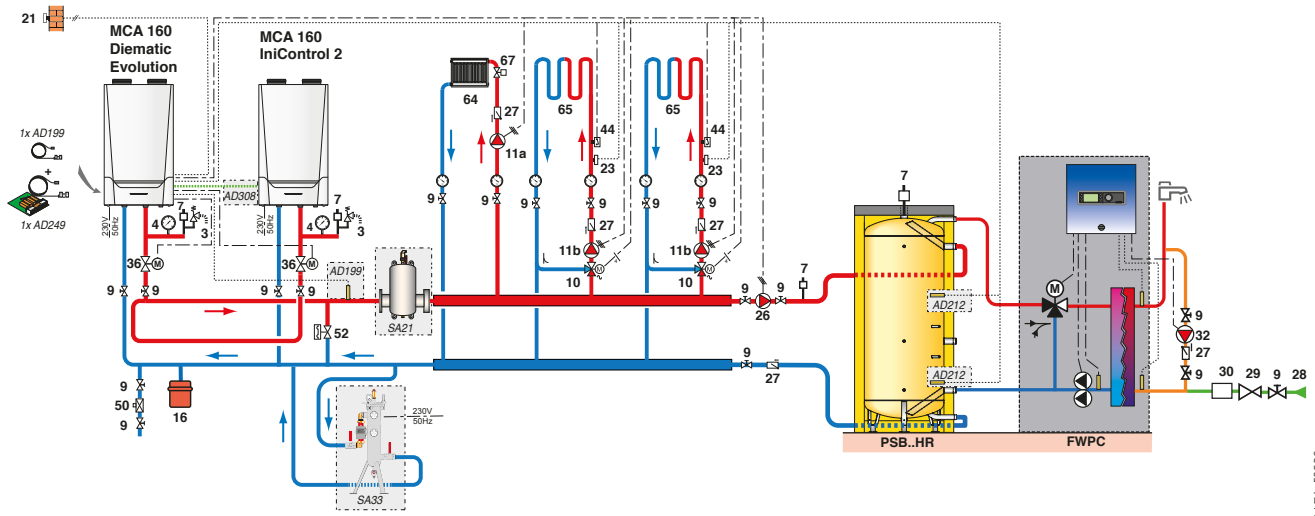 21
MCA 160
Diematic
Evolution
MCA 160
IniControl 2
1x AD199
+
1x AD249
230V
50Hz
AD308
230V
50Hz
4
7
3
4
7
3
36
M
36
M
9
9
9
9
AD199
SA21
52
9
50
9
16
230V
50Hz
SA33
64
67
27
11a
9
9
65
44
23
9
9
27
11b
M
10
65
44
23
9
9
27
11b
M
10
9
26
9
7
9
27
7
AD212
AD212
PSB..HR
M
FWPC
9
32
27
9
30
29
9
28